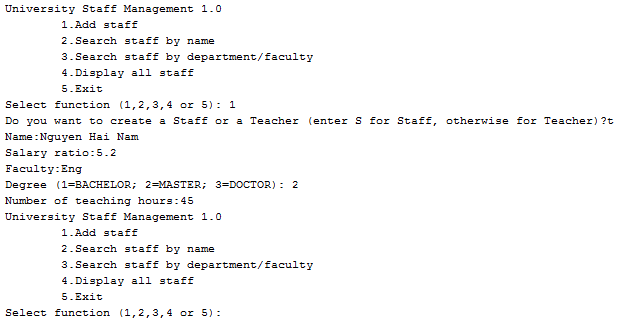 University Staff Management 1.0
1.Add staff
2.Search staff by name
3.Search staff by department/faculty
4.Display all staff
5.Exit
Select function (1,2,3,4 or 5): 1
Do you want to create a Staff or a Teacher (enter S for Staff, otherwise for Teacher)?t
Name:Nguyen Hai Nam
Salary ratio:5.2
Faculty:Eng
Degree (1=BACHELOR; 2=MASTER; 3=DOCTOR): 2
Number of teaching hours:45
University Staff Management 1.0
1.Add staff
2.Search staff by name
3.Search staff by department/faculty
4.Display all staff
5.Exit
Select function (1,2,3,4 or 5):